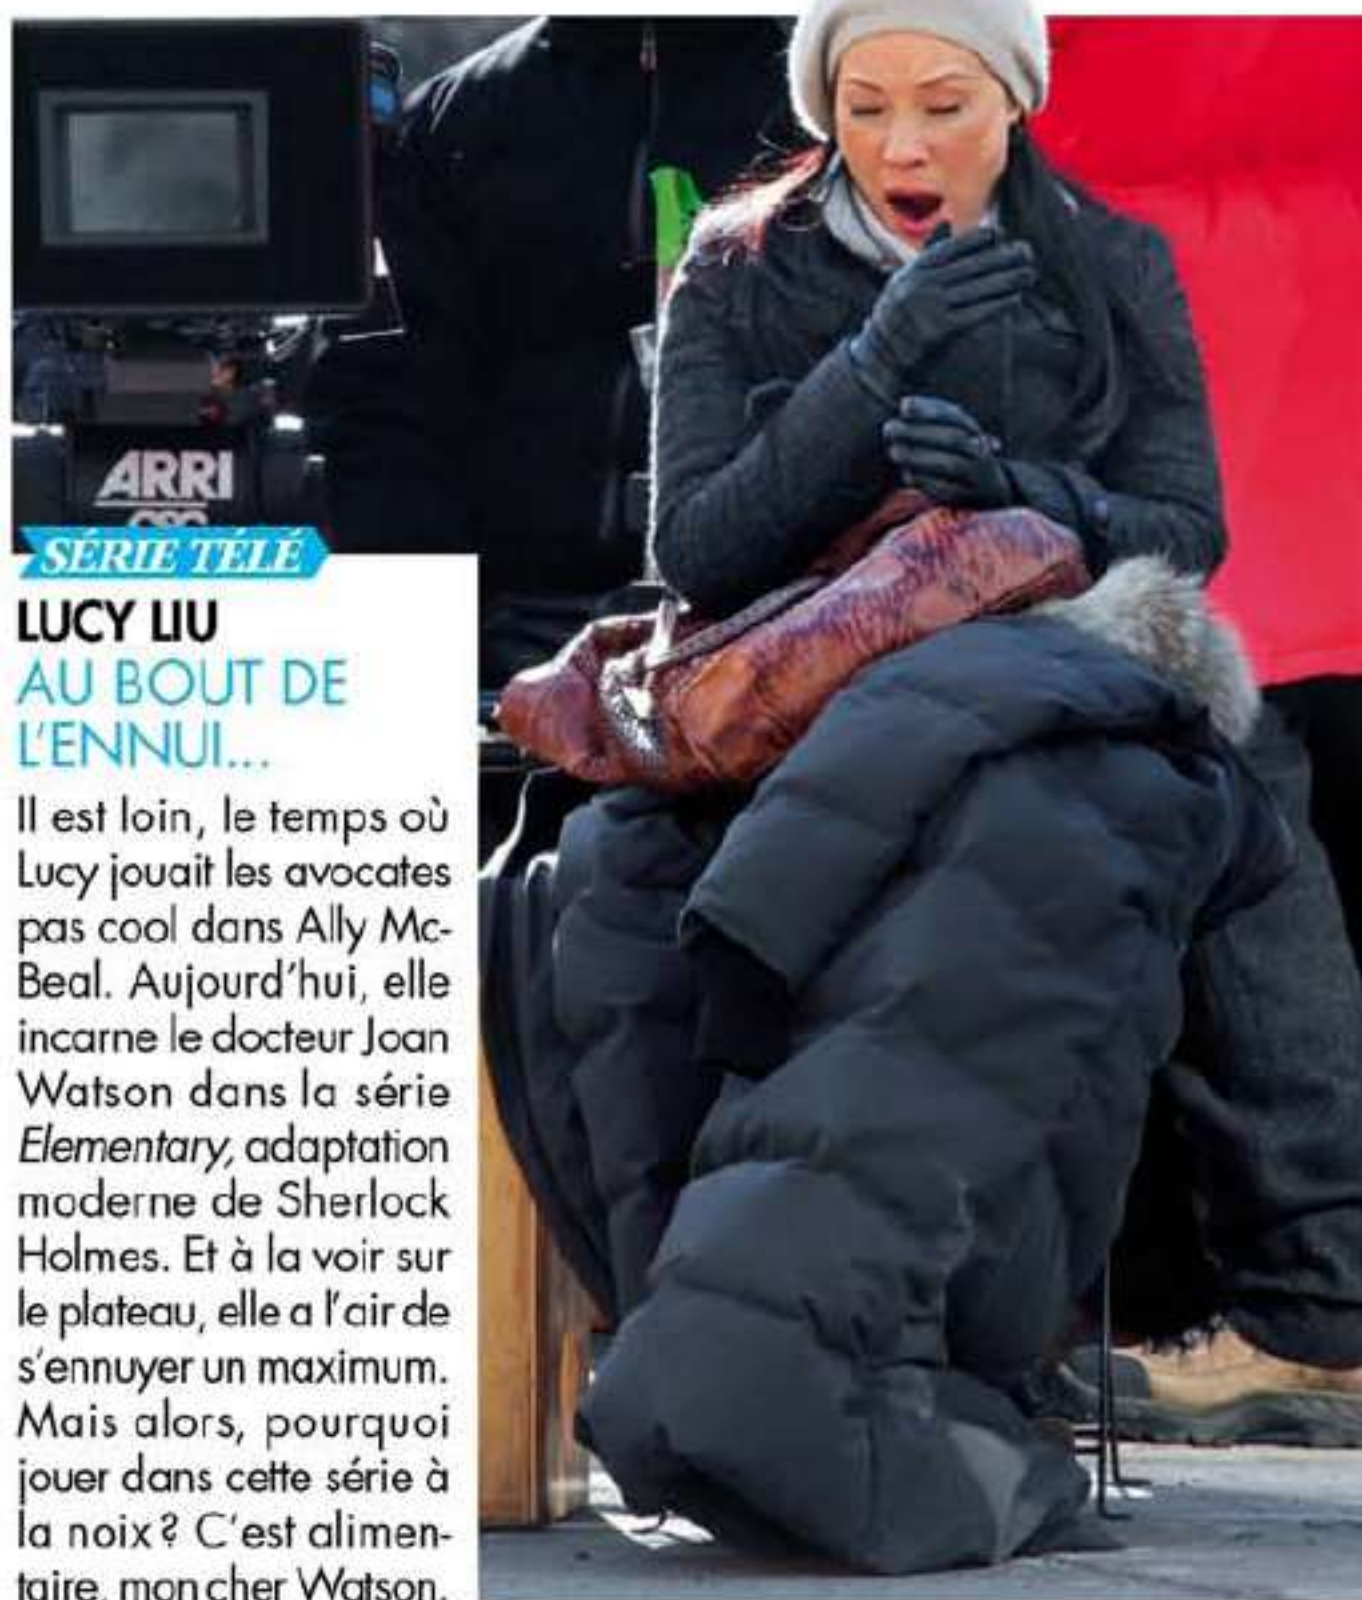 ARRI
CSC
SÉRIE TÉLÉ
LUCY LIU
AU BOUT DE
L'ENNUI...
Il est loin, le temps où
Lucy jouait les avocates
pas cool dans Ally Mc-
Beal. Aujourd'hui, elle
incarne le docteur Joan
Watson dans la série
Elementary, adaptation
moderne de Sherlock
Holmes. Et à la voir sur
le plateau, elle a l'air de
s'ennuyer un maximum.
Mais alors, pourquoi
jouer dans cette série à
la noix? C'est alimen-
taire, mon cher Watson.